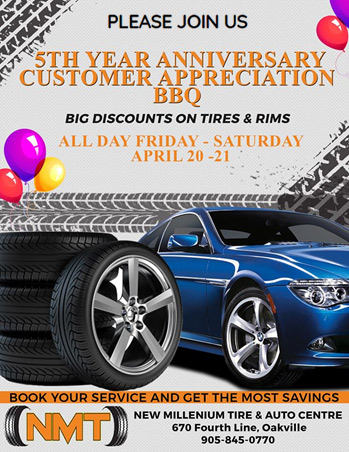 PLEASE JOIN US
5TH YEAR ANNIVERSARY
CUSTOMER APPRECIATION
BBQ
BIG DISCOUNTS ON TIRES & RIMS
ALL DAY FRIDAY - SATURDAY
APRIL 20 -21
BOOK YOUR SERVICE AND GET THE MOST SAVINGS
NMT
NEW MILLENIUM TIRE & AUTO CENTRE
670 Fourth Line, Oakville
905-845-0770